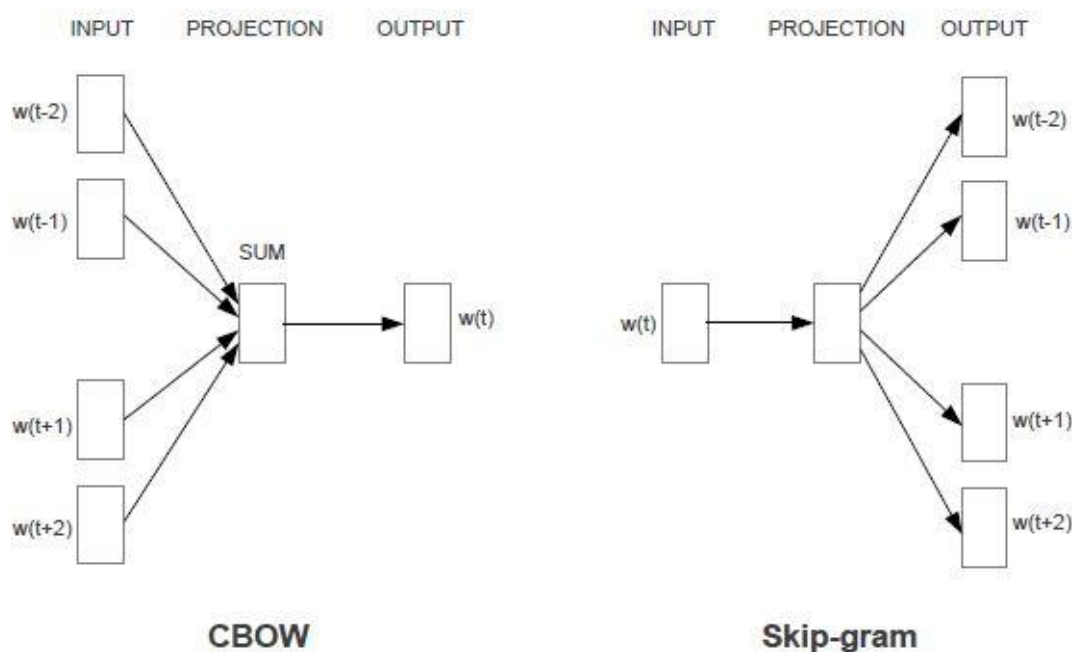 INPUT PROJECTION OUTPUT
w(t-2)
w(t-1)
SUM
w(t)
w(t+1)
w(t+2)
CBOW
INPUT PROJECTION OUTPUT
w(t-2)
w(t-1)
w(t)
w(t+1)
w(t+2)
Skip-gram